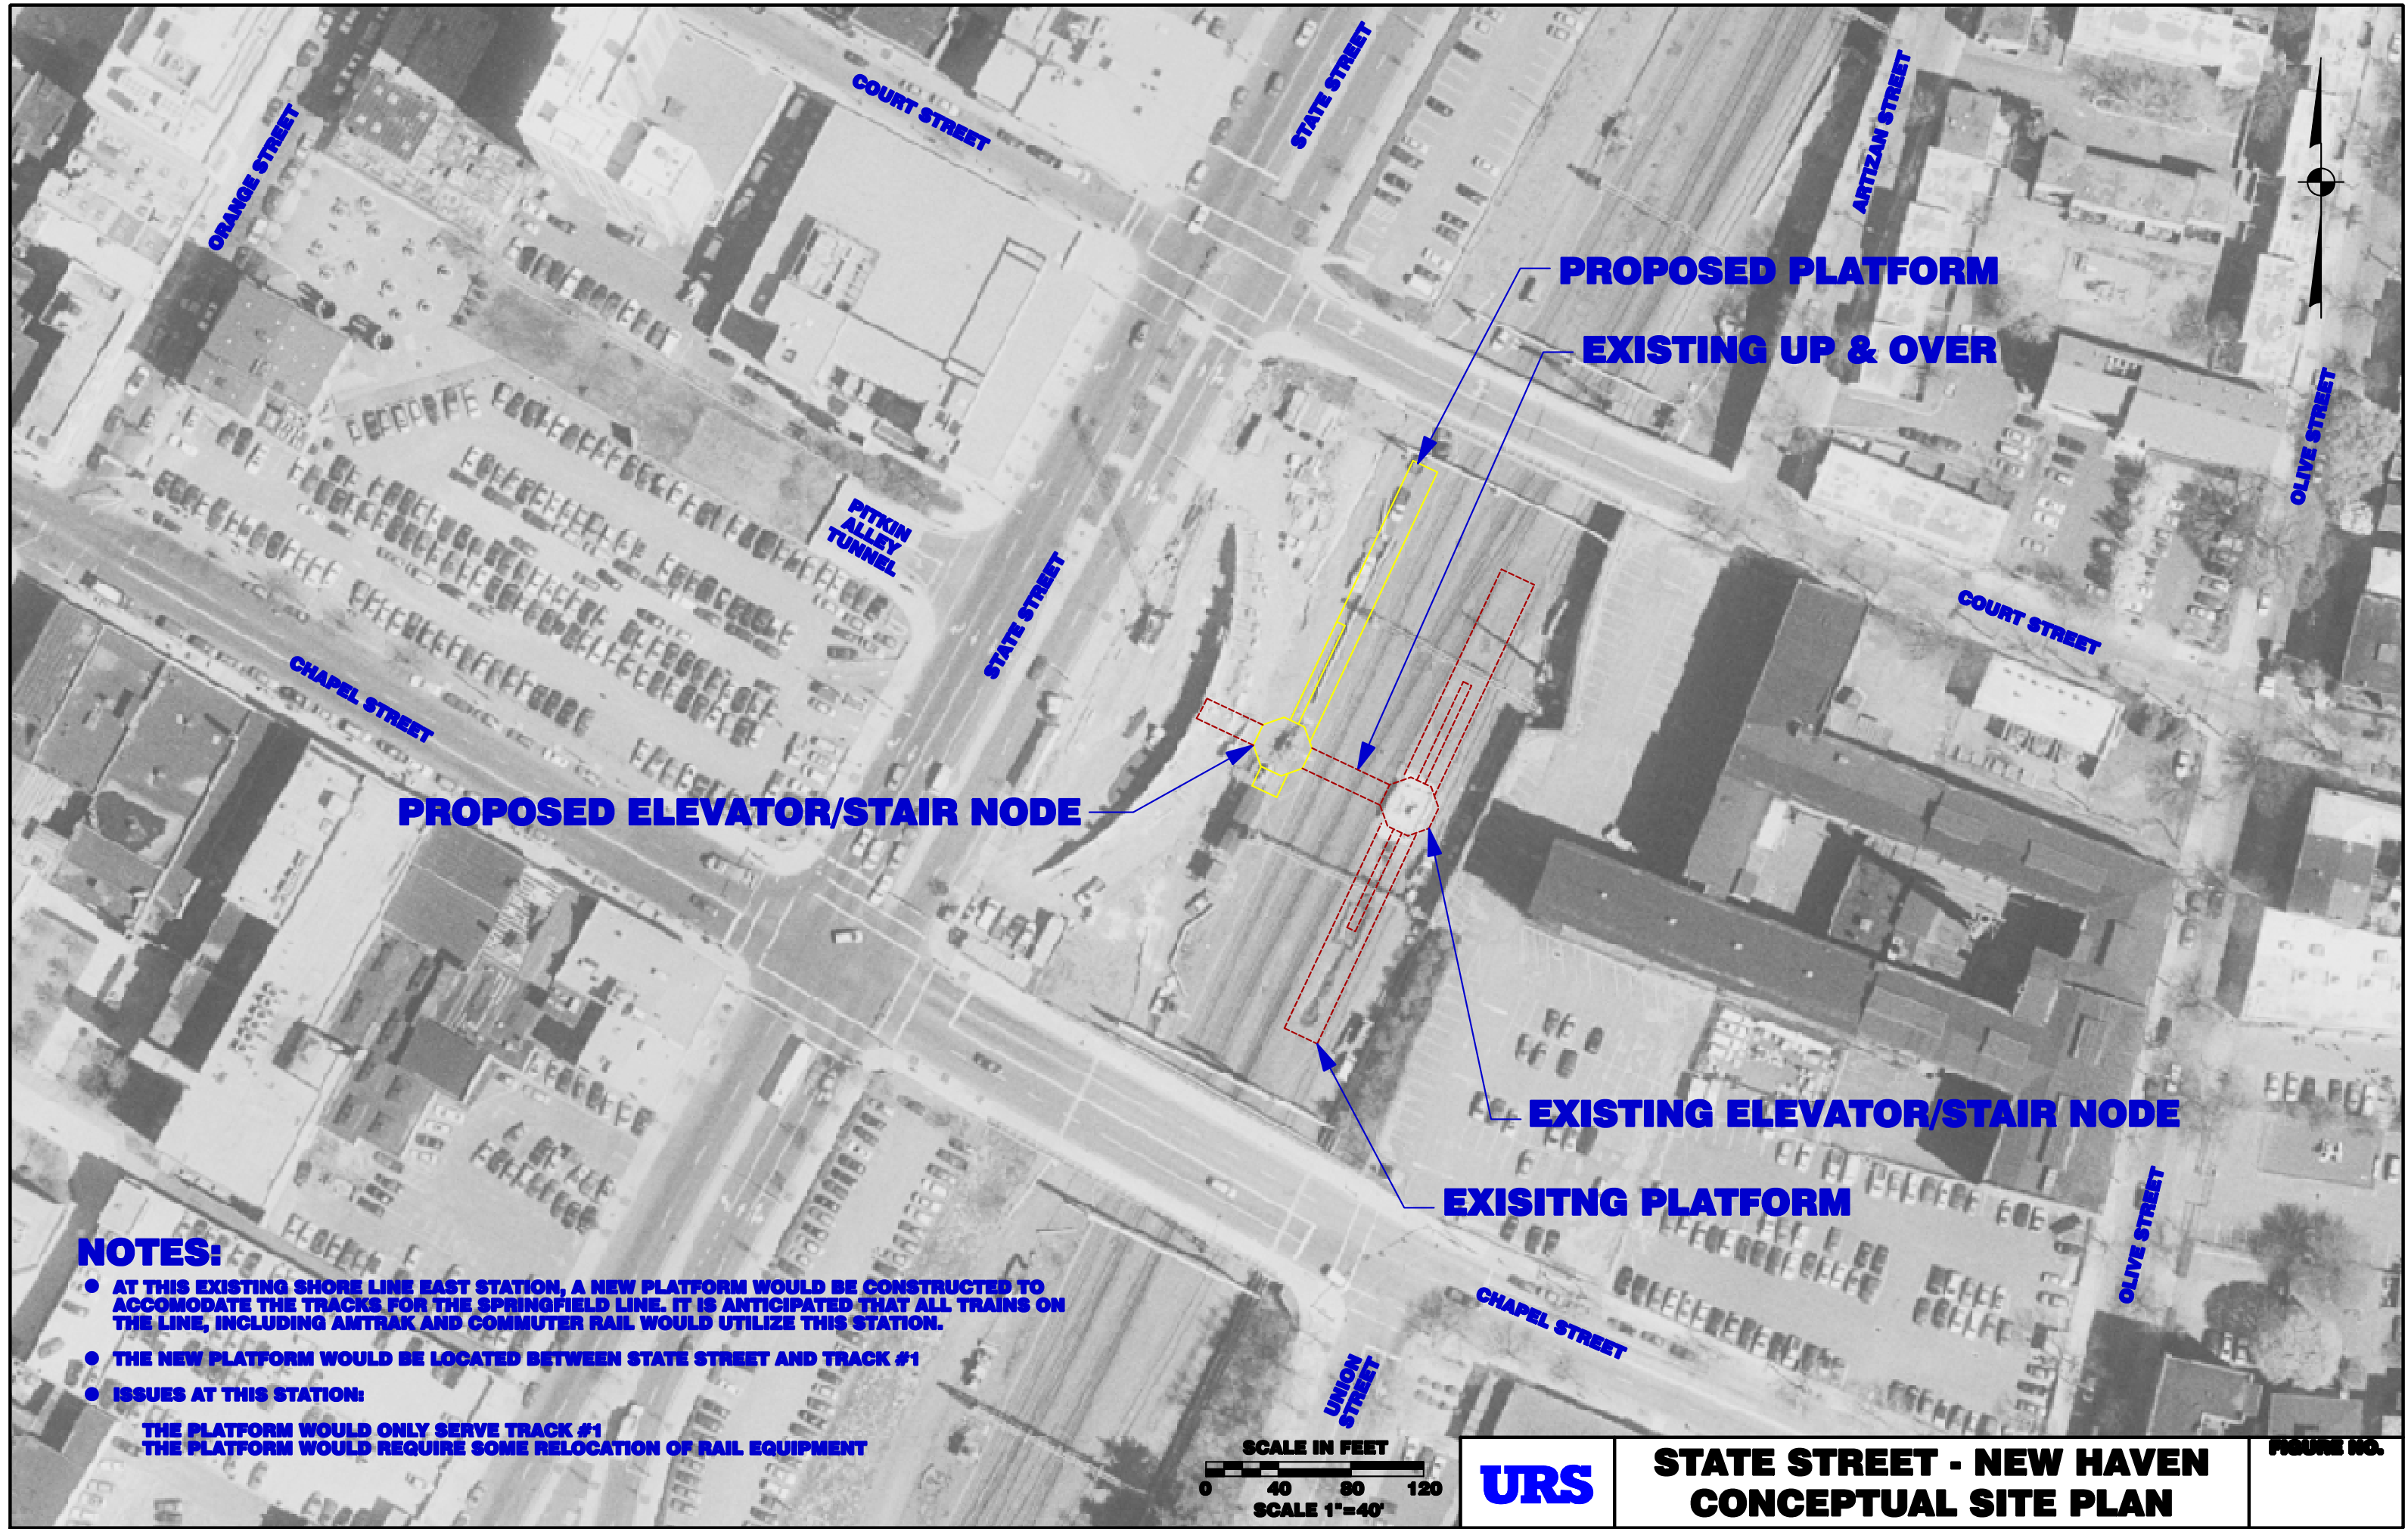 COURT STREET
STATE STREET
ARTIZAN STREET
ORANGE STREET
PROPOSED PLATFORM
EXISTING UP & OVER
OLIVE STREET
PITKIN
ALLEY
TUNNEL
STATE STREET
COURT STREET
CHAPEL STREET
PROPOSED ELEVATOR/STAIR NODE
EXISTING ELEVATOR/STAIR NODE
EXISITNG PLATFORM
OLIVE STREET
CHAPEL STREET
UNION
STREET
NOTES:
● AT THIS EXISTING SHORE LINE EAST STATION, A NEW PLATFORM WOULD BE CONSTRUCTED TO
ACCOMODATE THE TRACKS FOR THE SPRINGFIELD LINE. IT IS ANTICIPATED THAT ALL TRAINS ON
THE LINE, INCLUDING AMTRAK AND COMMUTER RAIL WOULD UTILIZE THIS STATION.
● THE NEW PLATFORM WOULD BE LOCATED BETWEEN STATE STREET AND TRACK #1
● ISSUES AT THIS STATION:
THE PLATFORM WOULD ONLY SERVE TRACK #1
THE PLATFORM WOULD REQUIRE SOME RELOCATION OF RAIL EQUIPMENT
SCALE IN FEET
0 40 80 120
SCALE 1"=40'
URS
STATE STREET - NEW HAVEN
CONCEPTUAL SITE PLAN
FIGURE NO.